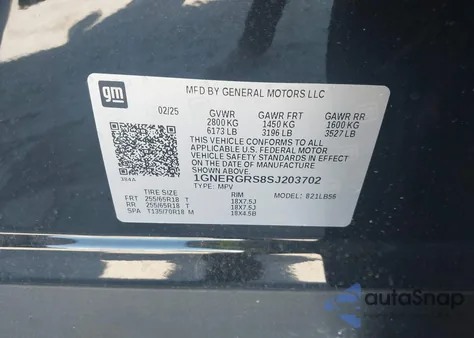 gm
MFD BY GENERAL MOTORS LLC
02/25 GVWR GAWR FRT GAWR RR
2800 KG 1450 KG 1600 KG
6173 LB 3196 LB 3527 LB
THIS VEHICLE CONFORMS TO ALL
APPLICABLE U.S. FEDERAL MOTOR
VEHICLE SAFETY STANDARDS IN EFFECT
ON THE DATE OF MANUFACTURE
SHOWN ABOVE.
1GNERGRS8SJ203702
TYPE: MPV MODEL: 821LB56
TIRE SIZE RIM
FRT 255/65R18 T 18X7.5J
RR 255/65R18 T 18X7.5J
SPA T135/70R18 M 18X4.5B
autoSnap